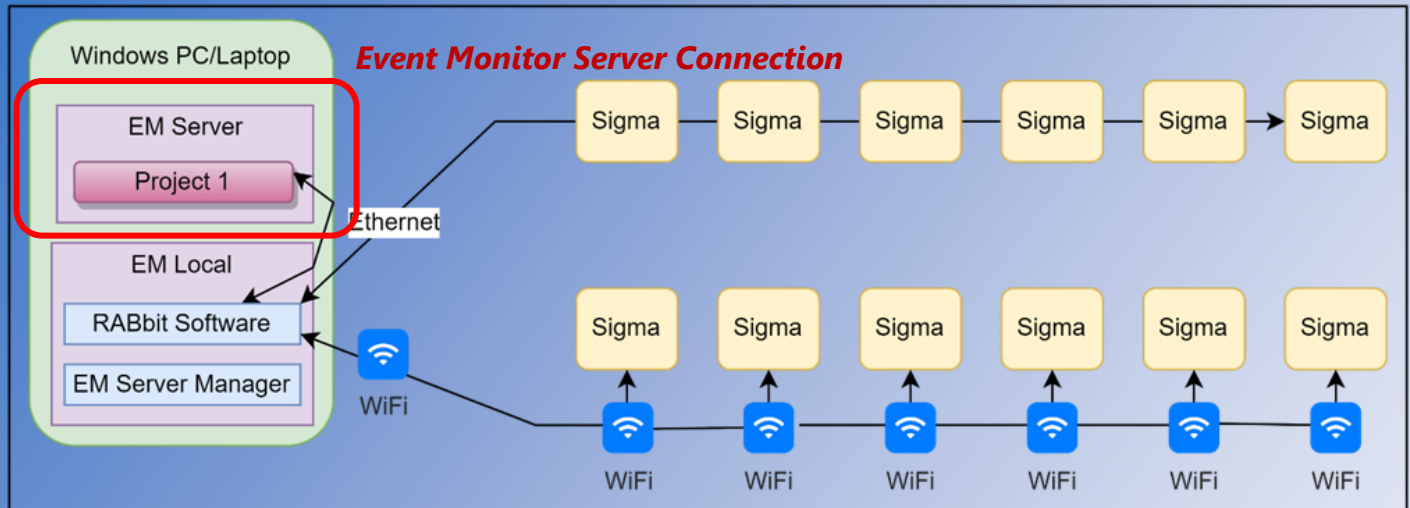 Windows PC/Laptop
Event Monitor Server Connection
EM Server
Project 1
Sigma Sigma Sigma Sigma Sigma Sigma
Ethernet
EM Local
RABbit Software
EM Server Manager
WiFi
Sigma Sigma Sigma Sigma Sigma Sigma
WiFi WiFi WiFi WiFi WiFi WiFi